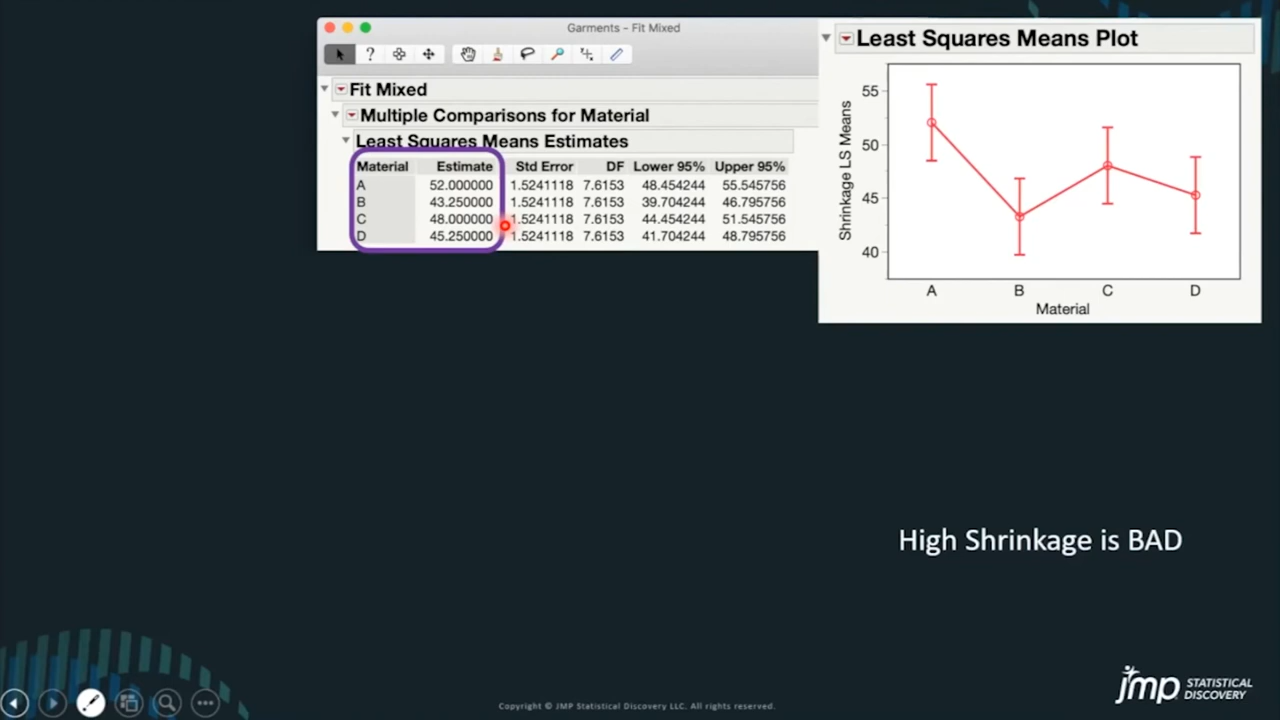 Garments - Fit Mixed
?
Fit Mixed
Multiple Comparisons for Material
Least Squares Means Estimates
Material Estimate Std Error DF Lower 95% Upper 95%
A 52.000000 1.5241118 7.6153 48.454244 55.545756
B 43.250000 1.5241118 7.6153 39.704244 46.795756
C 48.000000 1.5241118 7.6153 44.454244 51.545756
D 45.250000 1.5241118 7.6153 41.704244 48.795756
Least Squares Means Plot
Shrinkage LS Means
55
50
45
40
A B C D
Material
High Shrinkage is BAD
jmp STATISTICAL DISCOVERY
Copyright © JMP Statistical Discovery LLC. All rights reserved.